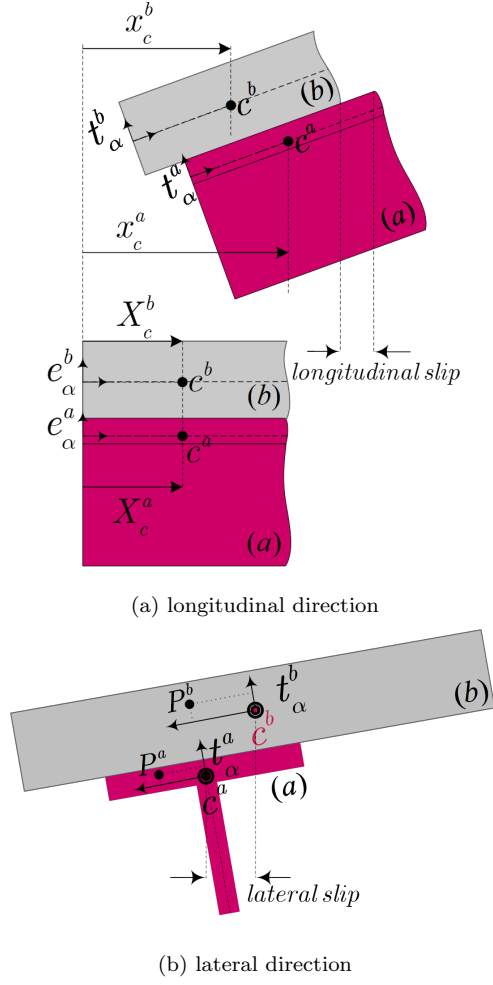 x_c^b
c^b
(b)
t_α^b
c^a
t_α^a
(a)
x_c^a
X_c^b
longitudinal slip
e_α^b
c^b
(b)
e_α^a
c^a
X_c^a
(a)
(a) longitudinal direction
P^b
t_α^b
(b)
c^b
P^a
t_α^a
(a)
c^a
lateral slip
(b) lateral direction